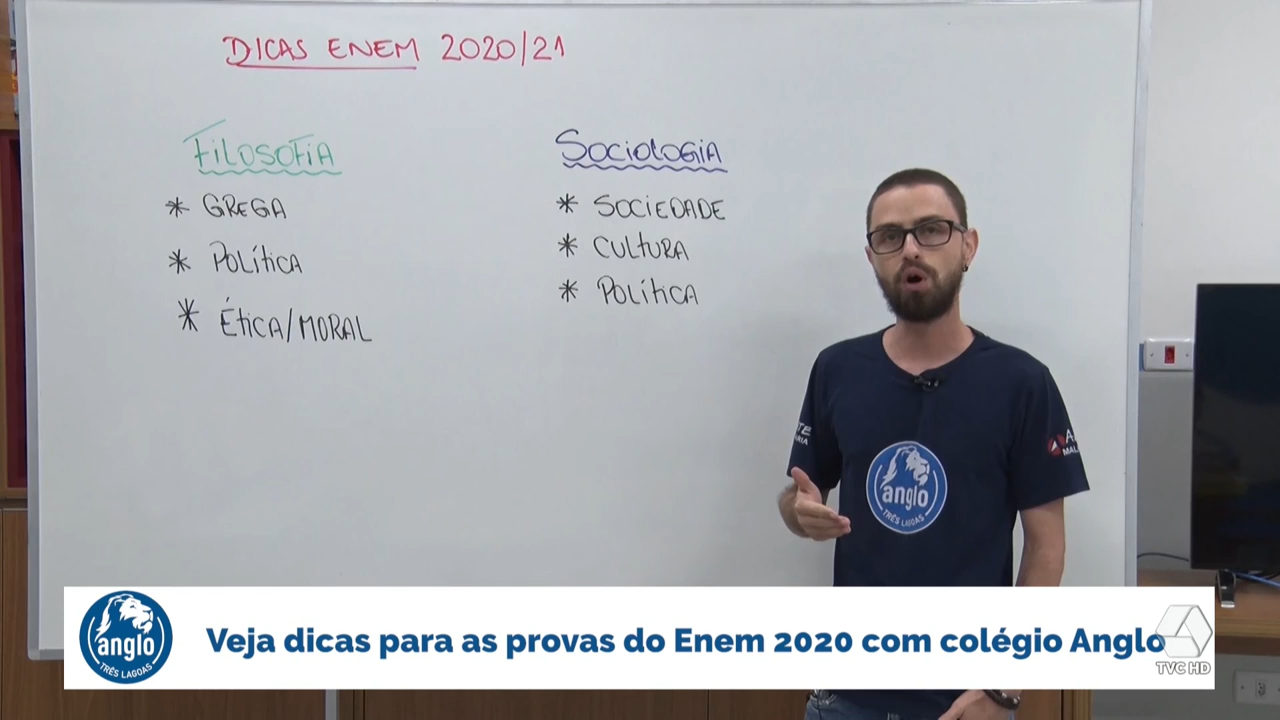 DICAS ENEM 2020/21
FILOSOFIA
* GREGA
* POLÍTICA
* ÉTICA/MORAL
SOCIOLOGIA
* SOCIEDADE
* CULTURA
* POLÍTICA
anglo
TRÊS LAGOAS
anglo
TRÊS LAGOAS
Veja dicas para as provas do Enem 2020 com colégio Anglo
TVC HD